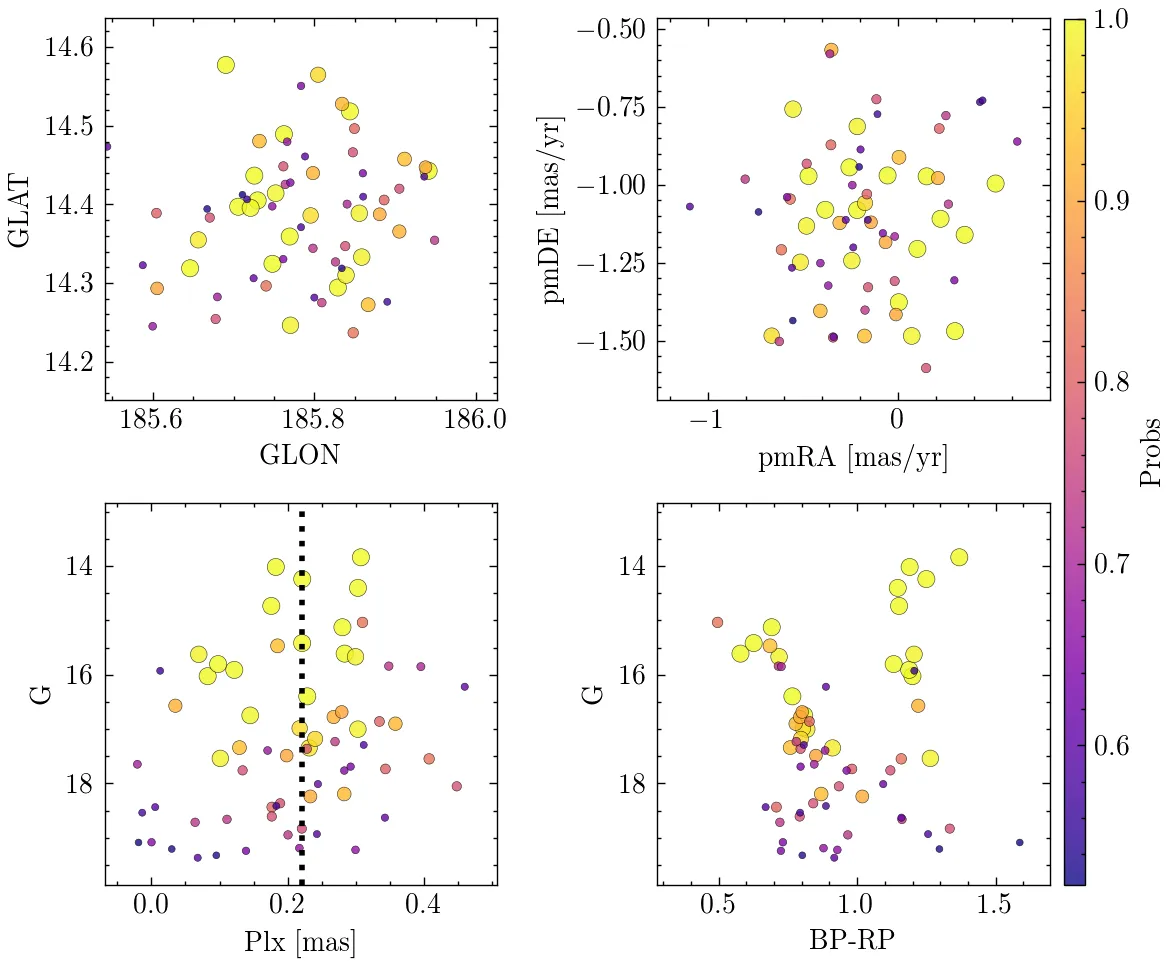 14.6
14.5
14.4
14.3
14.2
GLAT
185.6 185.8 186.0
GLON
−0.50
−0.75
−1.00
−1.25
−1.50
pmDE [mas/yr]
−1 0
pmRA [mas/yr]
14
16
18
G
0.0 0.2 0.4
Plx [mas]
14
16
18
G
0.5 1.0 1.5
BP-RP
1.0
0.9
0.8
0.7
0.6
Probs